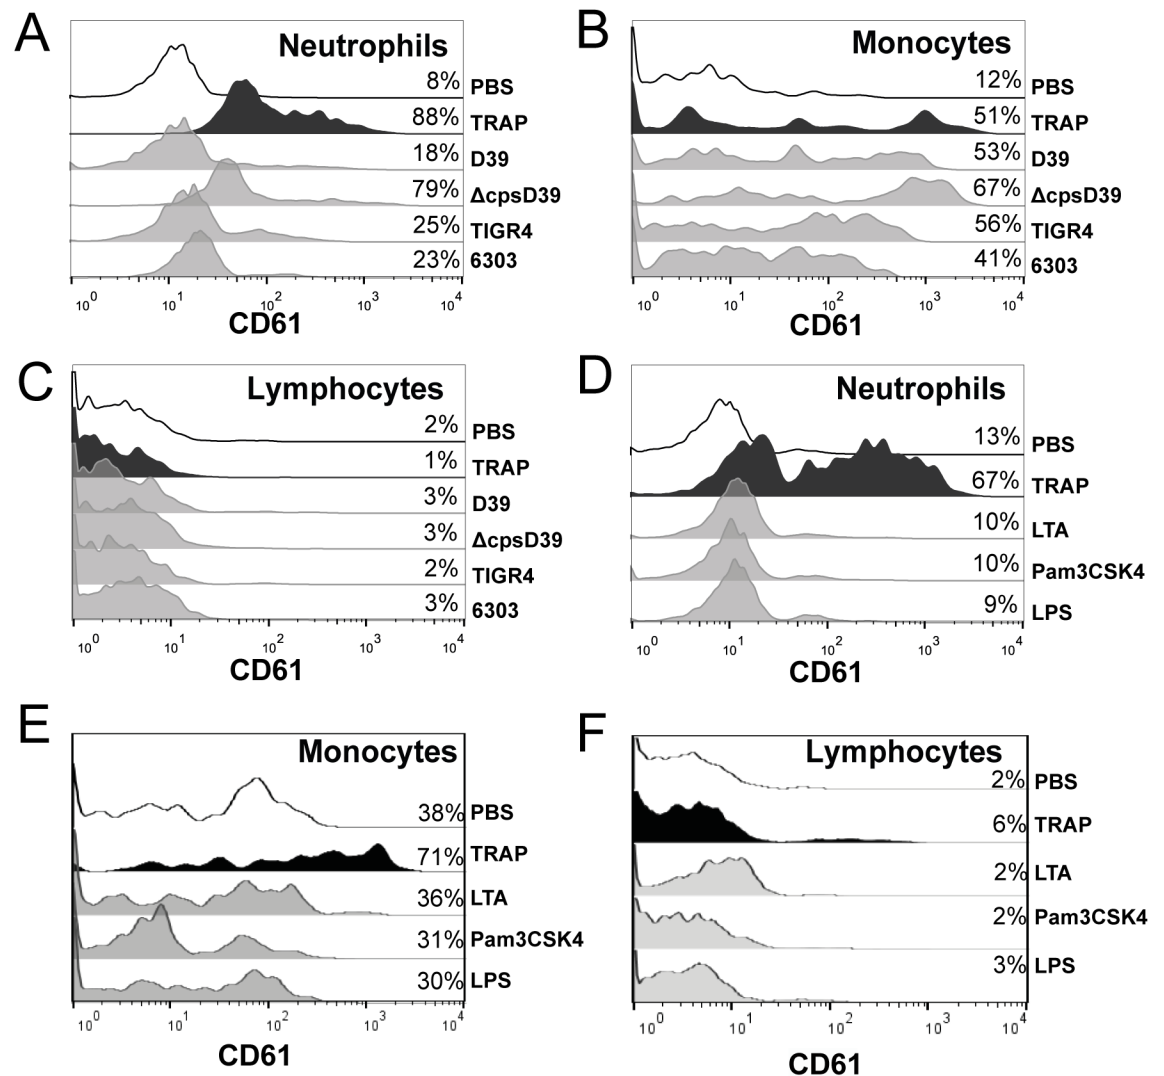 A
Neutrophils
8% PBS
88% TRAP
18% D39
79% ΔcpsD39
25% TIGR4
23% 6303
10^0 10^1 10^2 10^3 10^4
CD61
B
Monocytes
12% PBS
51% TRAP
53% D39
67% ΔcpsD39
56% TIGR4
41% 6303
10^0 10^1 10^2 10^3 10^4
CD61
C
Lymphocytes
2% PBS
1% TRAP
3% D39
3% ΔcpsD39
2% TIGR4
3% 6303
10^0 10^1 10^2 10^3 10^4
CD61
D
Neutrophils
13% PBS
67% TRAP
10% LTA
10% Pam3CSK4
9% LPS
10^0 10^1 10^2 10^3 10^4
CD61
E
Monocytes
38% PBS
71% TRAP
36% LTA
31% Pam3CSK4
30% LPS
10^0 10^1 10^2 10^3 10^4
CD61
F
Lymphocytes
2% PBS
6% TRAP
2% LTA
2% Pam3CSK4
3% LPS
10^0 10^1 10^2 10^3 10^4
CD61